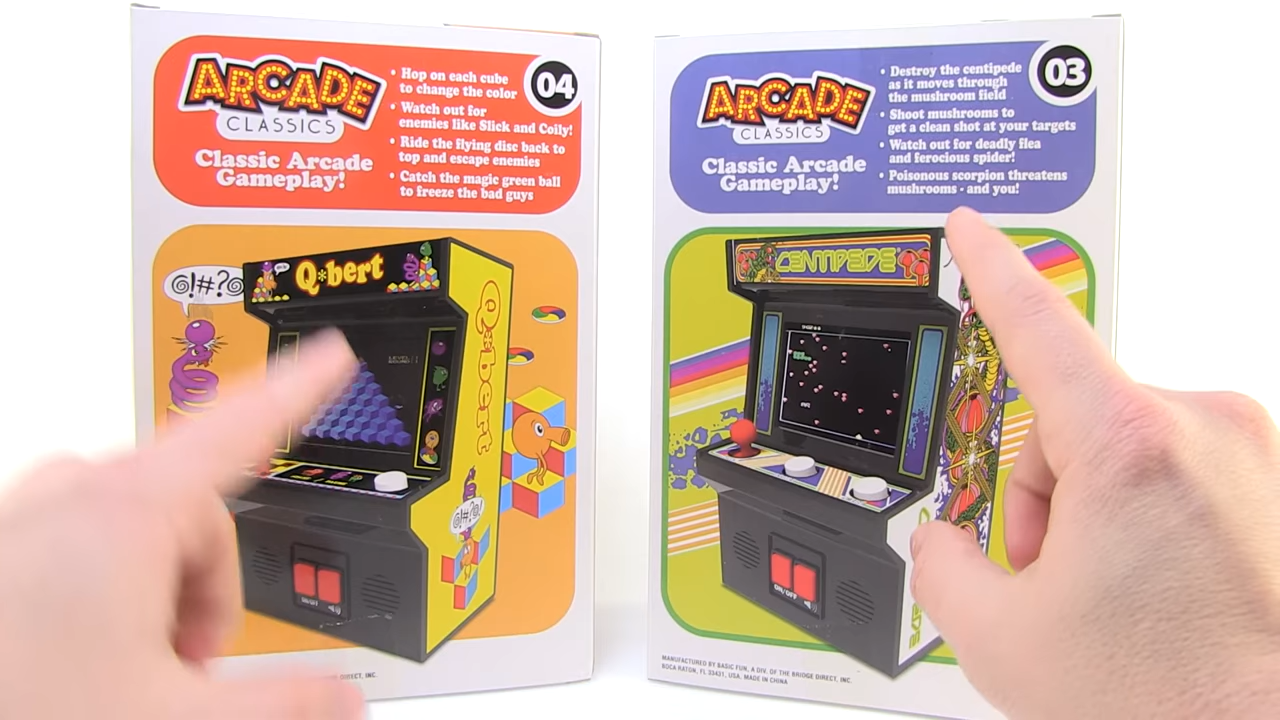 ARCADE
CLASSICS
Classic Arcade
Gameplay!
• Hop on each cube
to change the color
• Watch out for
enemies like Slick and Coily!
• Ride the flying disc back to
top and escape enemies
• Catch the magic green ball
to freeze the bad guys
04
@!#?@
Q*bert
Q*bert
@!#?@!
ON/OFF
DIRECT, INC.
ARCADE
CLASSICS
Classic Arcade
Gameplay!
• Destroy the centipede
as it moves through
the mushroom field
• Shoot mushrooms to
get a clean shot at your targets
• Watch out for deadly flea
and ferocious spider!
• Poisonous scorpion threatens
mushrooms - and you!
03
CENTIPEDE
ON/OFF
MANUFACTURED BY BASIC FUN, A DIV. OF THE BRIDGE DIRECT, INC.
BOCA RATON, FL 33431, USA. MADE IN CHINA